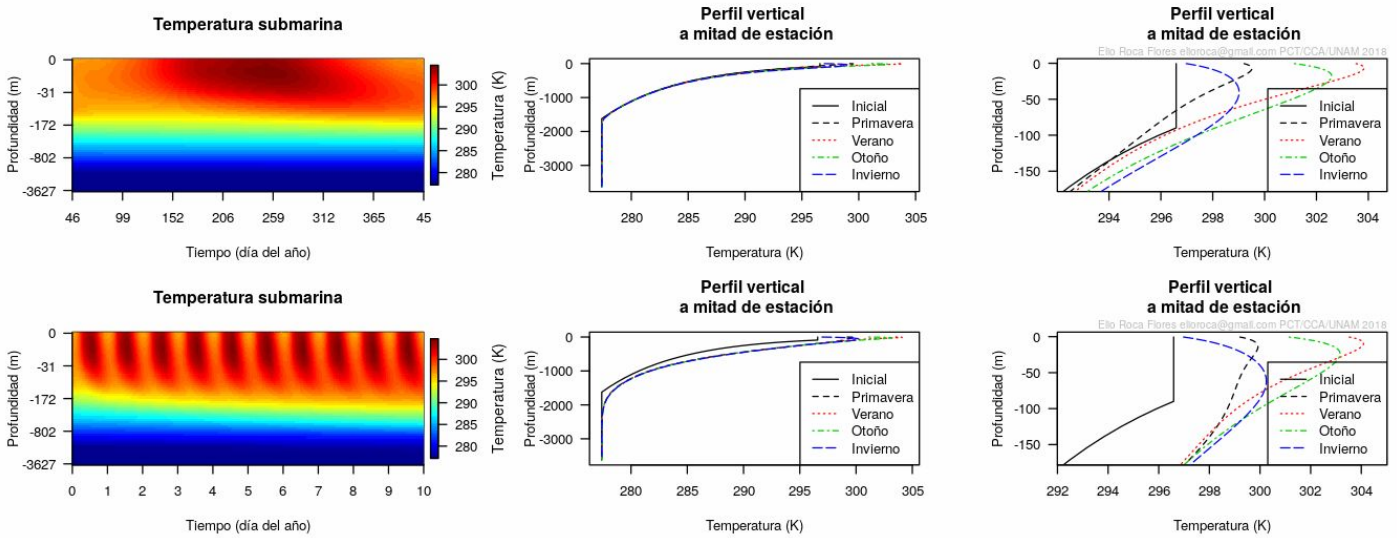 Temperatura submarina
Profundidad (m)
0
-31
-172
-802
-3627
46 99 152 206 259 312 365 45
Tiempo (día del año)
300
295
290
285
280
Temperatura (K)
Perfil vertical
a mitad de estación
Profundidad (m)
0
-1000
-2000
-3000
280 285 290 295 300 305
Temperatura (K)
Inicial
Primavera
Verano
Otoño
Invierno
Perfil vertical
a mitad de estación
Elio Roca Flores elioroca@gmail.com PCT/CCA/UNAM 2018
Profundidad (m)
0
-50
-100
-150
294 296 298 300 302 304
Temperatura (K)
Inicial
Primavera
Verano
Otoño
Invierno
Temperatura submarina
Profundidad (m)
0
-31
-172
-802
-3627
0 1 2 3 4 5 6 7 8 9 10
Tiempo (día del año)
300
295
290
285
280
Temperatura (K)
Perfil vertical
a mitad de estación
Profundidad (m)
0
-1000
-2000
-3000
280 285 290 295 300 305
Temperatura (K)
Inicial
Primavera
Verano
Otoño
Invierno
Perfil vertical
a mitad de estación
Elio Roca Flores elioroca@gmail.com PCT/CCA/UNAM 2018
Profundidad (m)
0
-50
-100
-150
292 294 296 298 300 302 304
Temperatura (K)
Inicial
Primavera
Verano
Otoño
Invierno